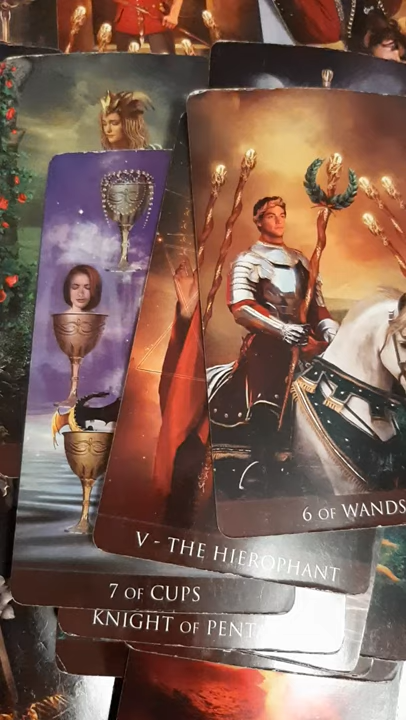 6 OF WANDS
V - THE HIEROPHANT
7 OF CUPS
KNIGHT OF PENTA